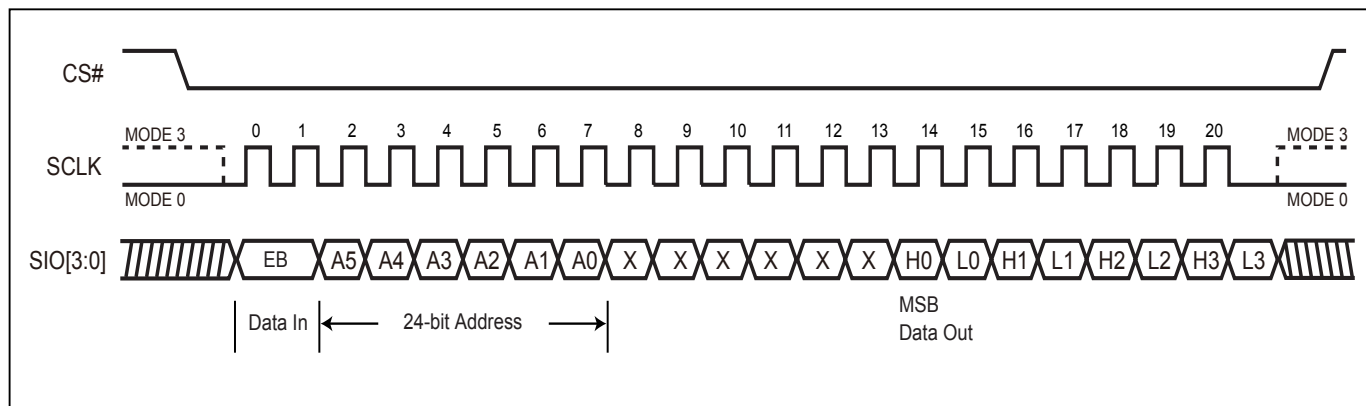 CS#
MODE 3 0 1 2 3 4 5 6 7 8 9 10 11 12 13 14 15 16 17 18 19 20 MODE 3
SCLK
MODE 0 MODE 0
SIO[3:0] EB A5 A4 A3 A2 A1 A0 X X X X X X H0 L0 H1 L1 H2 L2 H3 L3
Data In 24-bit Address MSB
Data Out